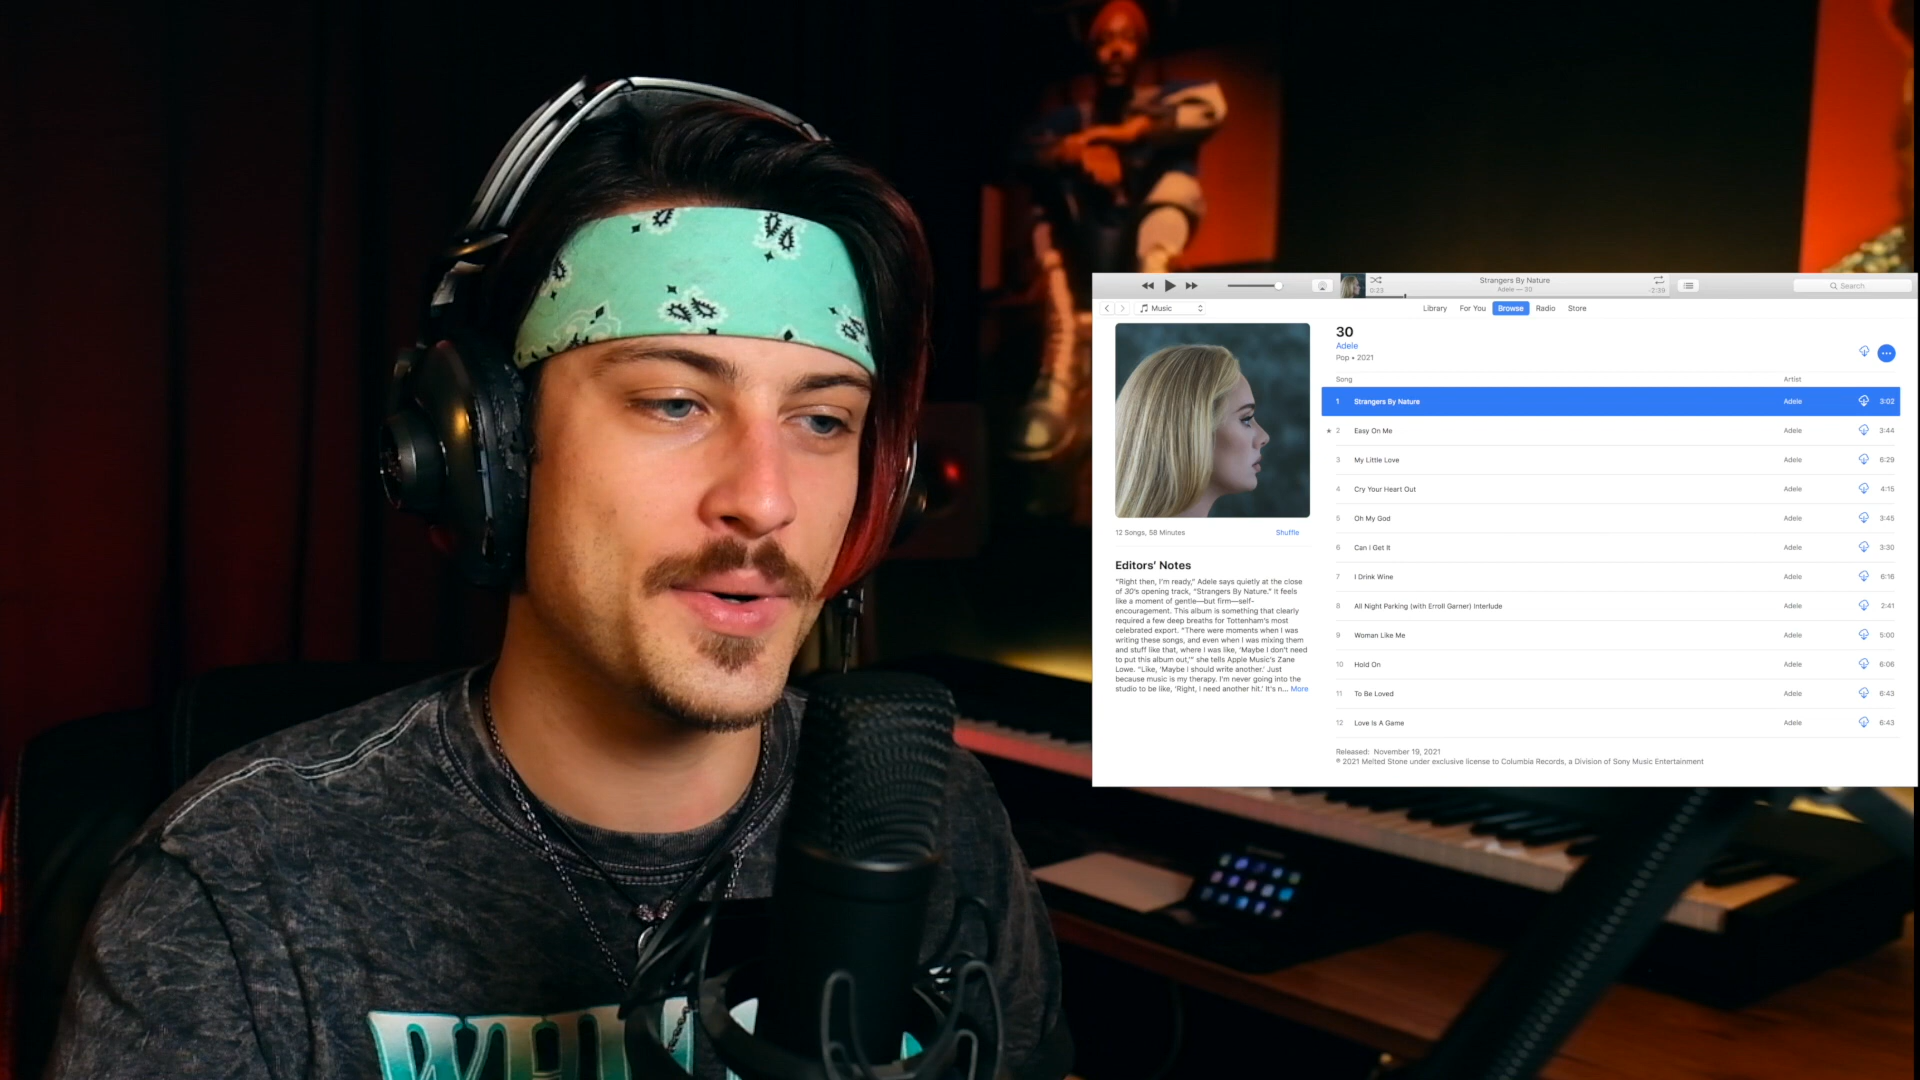 Strangers By Nature
Adele — 30
0:23
-2:39
Search
Music
Library For You Browse Radio Store
30
Adele
Pop • 2021
Song Artist
1 Strangers By Nature Adele 3:02
★ 2 Easy On Me Adele 3:44
3 My Little Love Adele 6:29
4 Cry Your Heart Out Adele 4:15
5 Oh My God Adele 3:45
6 Can I Get It Adele 3:30
7 I Drink Wine Adele 6:16
8 All Night Parking (with Erroll Garner) Interlude Adele 2:41
9 Woman Like Me Adele 5:00
10 Hold On Adele 6:06
11 To Be Loved Adele 6:43
12 Love Is A Game Adele 6:43
Released: November 19, 2021
℗ 2021 Melted Stone under exclusive license to Columbia Records, a Division of Sony Music Entertainment
12 Songs, 58 Minutes Shuffle
Editors' Notes
"Right then, I'm ready," Adele says quietly at the close
of 30's opening track, "Strangers By Nature." It feels
like a moment of gentle—but firm—self-
encouragement. This album is something that clearly
required a few deep breaths for Tottenham's most
celebrated export. "There were moments when I was
writing these songs, and even when I was mixing them
and stuff like that, where I was like, 'Maybe I don't need
to put this album out,'" she tells Apple Music's Zane
Lowe. "Like, 'Maybe I should write another.' Just
because music is my therapy. I'm never going into the
studio to be like, 'Right, I need another hit.' It's n... More